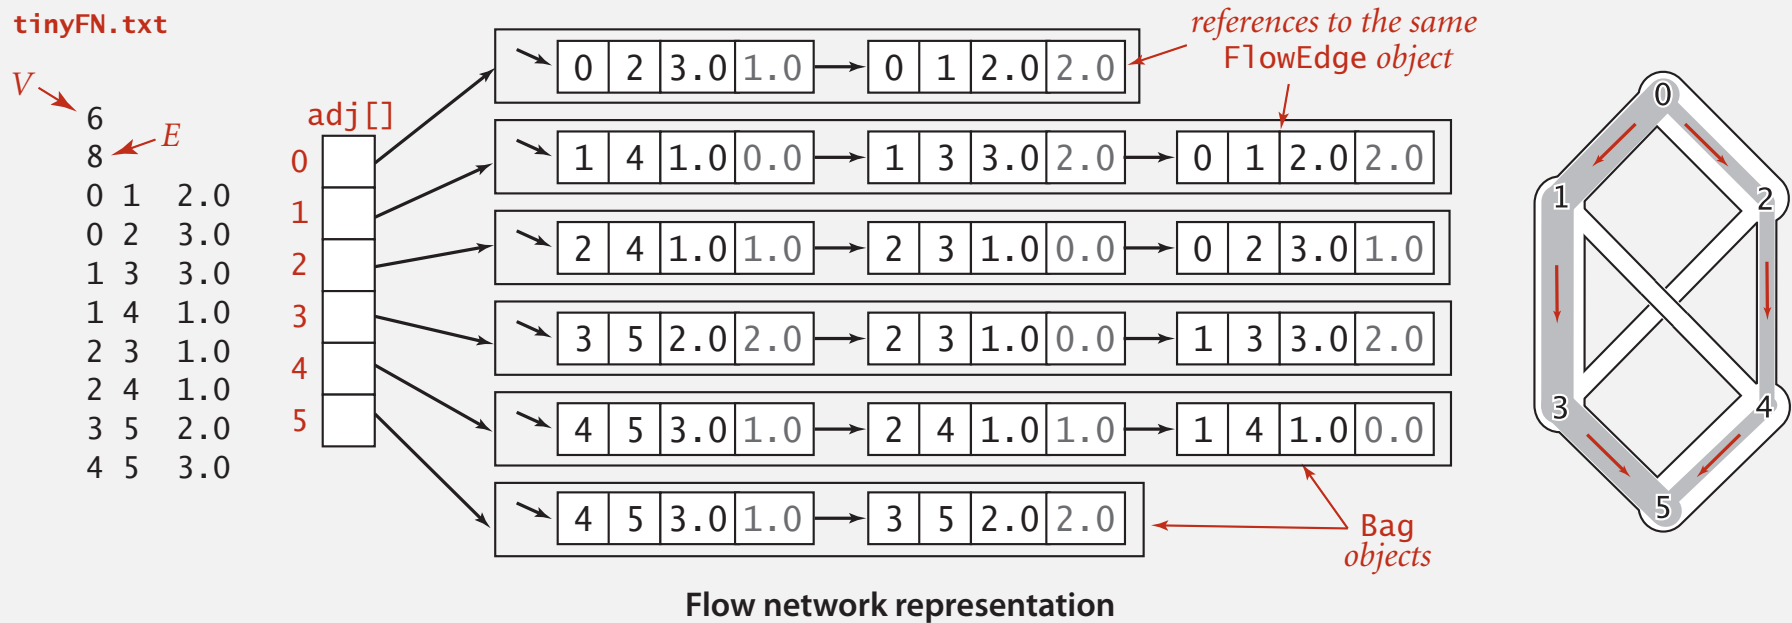 tinyFN.txt
V
6
8
E
0 1 2.0
0 2 3.0
1 3 3.0
1 4 1.0
2 3 1.0
2 4 1.0
3 5 2.0
4 5 3.0
adj[]
0
1
2
3
4
5
0 2 3.0 1.0 0 1 2.0 2.0
1 4 1.0 0.0 1 3 3.0 2.0 0 1 2.0 2.0
2 4 1.0 1.0 2 3 1.0 0.0 0 2 3.0 1.0
3 5 2.0 2.0 2 3 1.0 0.0 1 3 3.0 2.0
4 5 3.0 1.0 2 4 1.0 1.0 1 4 1.0 0.0
4 5 3.0 1.0 3 5 2.0 2.0
references to the same
FlowEdge object
Bag
objects
0
1 2
3 4
5
Flow network representation